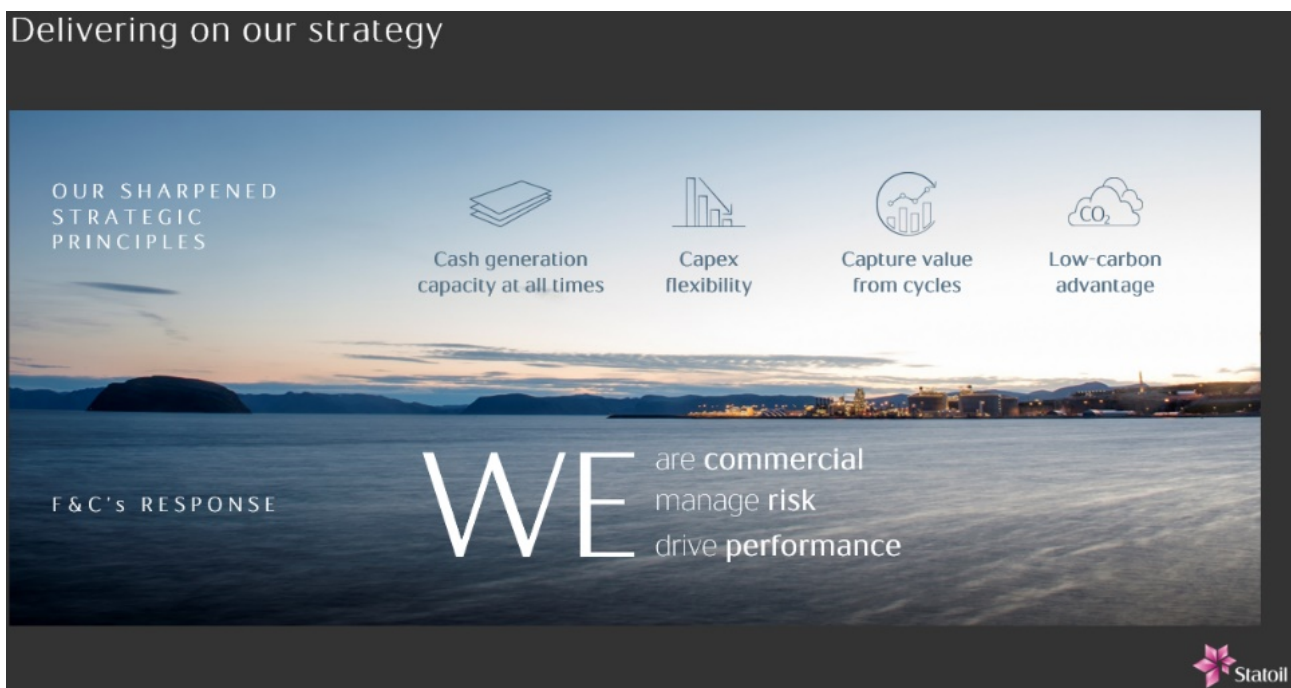 Delivering on our strategy
OUR SHARPENED
STRATEGIC
PRINCIPLES
Cash generation
capacity at all times
Capex
flexibility
Capture value
from cycles
CO₂
Low-carbon
advantage
F&C's RESPONSE
WE
are commercial
manage risk
drive performance
Statoil